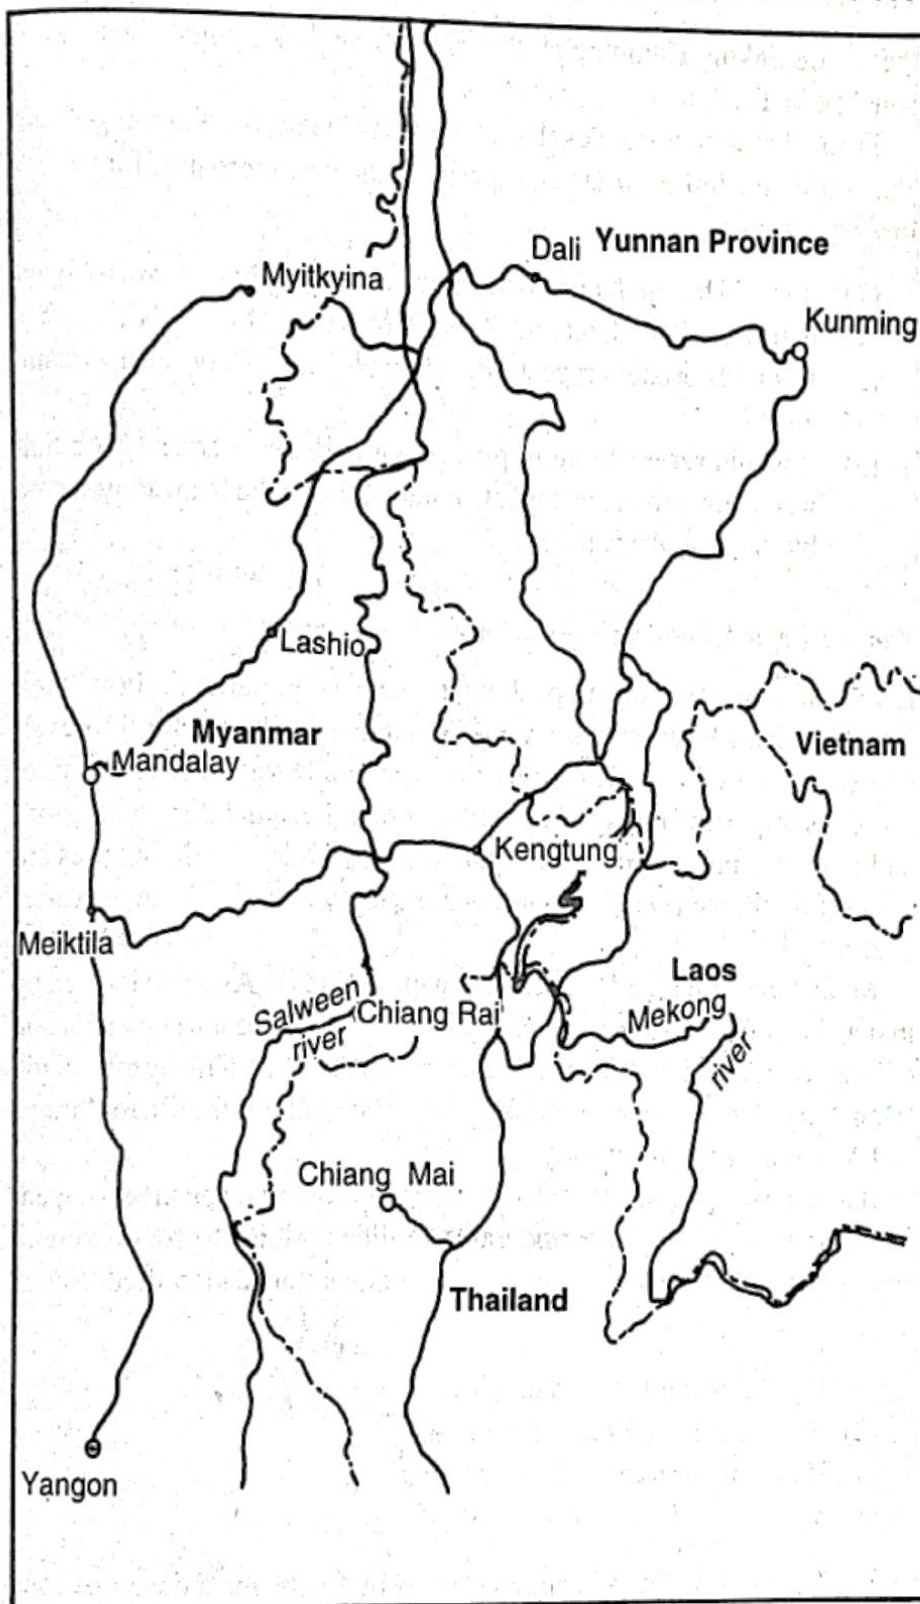 Dali
Yunnan Province
Myitkyina
Kunming
Lashio
Myanmar
Mandalay
Vietnam
Kengtung
Meiktila
Laos
Salween
river
Chiang Rai
Mekong
river
Chiang Mai
Thailand
Yangon